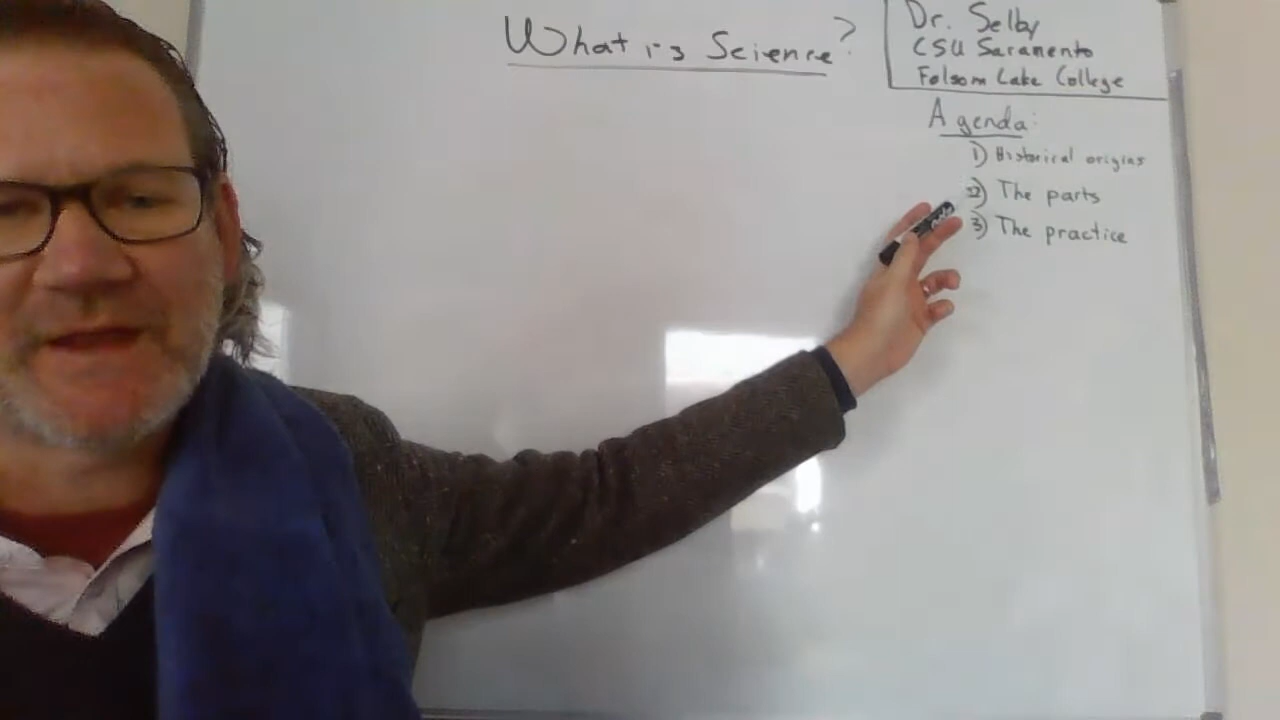 What is Science?
Dr. Selby
CSU Saramento
Folsom Lake College
Agenda:
1) Historical origins
2) The parts
3) The practice